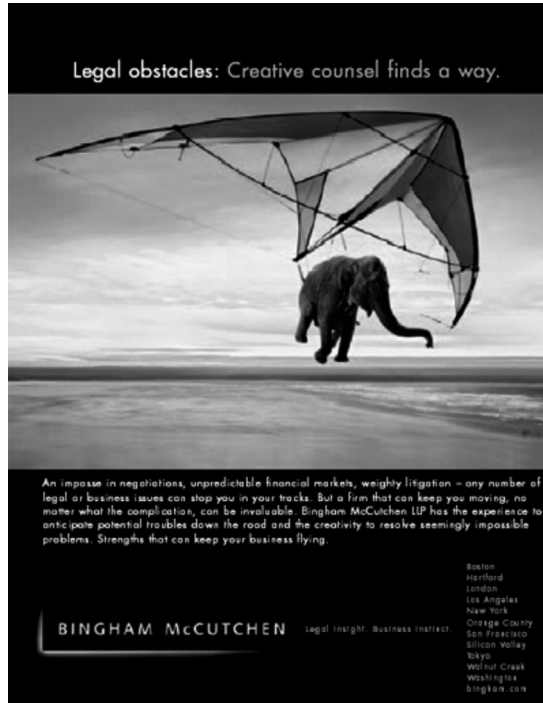 Legal obstacles: Creative counsel finds a way.
An impasse in negotiations, unpredictable financial markets, weighty litigation – any number of
legal or business issues can stop you in your tracks. But a firm that can keep you moving, no
matter what the complication, can be invaluable. Bingham McCutchen LLP has the experience to
anticipate potential troubles down the road and the creativity to resolve seemingly impossible
problems. Strengths that can keep your business flying.
BINGHAM McCUTCHEN
Legal insight. Business instinct.
Boston
Hartford
London
Los Angeles
New York
Orange County
San Francisco
Silicon Valley
Tokyo
Walnut Creek
Washington
bingham.com